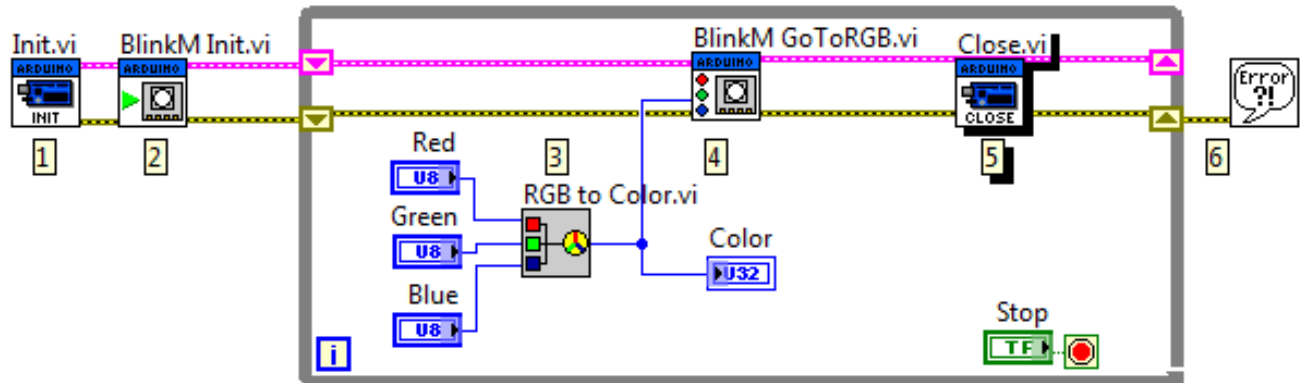 Init.vi
BlinkM Init.vi
BlinkM GoToRGB.vi
Close.vi
ARDUINO
INIT
ARDUINO
ARDUINO
ARDUINO
CLOSE
Error
?!
1
2
3
4
5
6
Red
U8
RGB to Color.vi
Green
U8
Color
U32
Blue
U8
Stop
TF
i